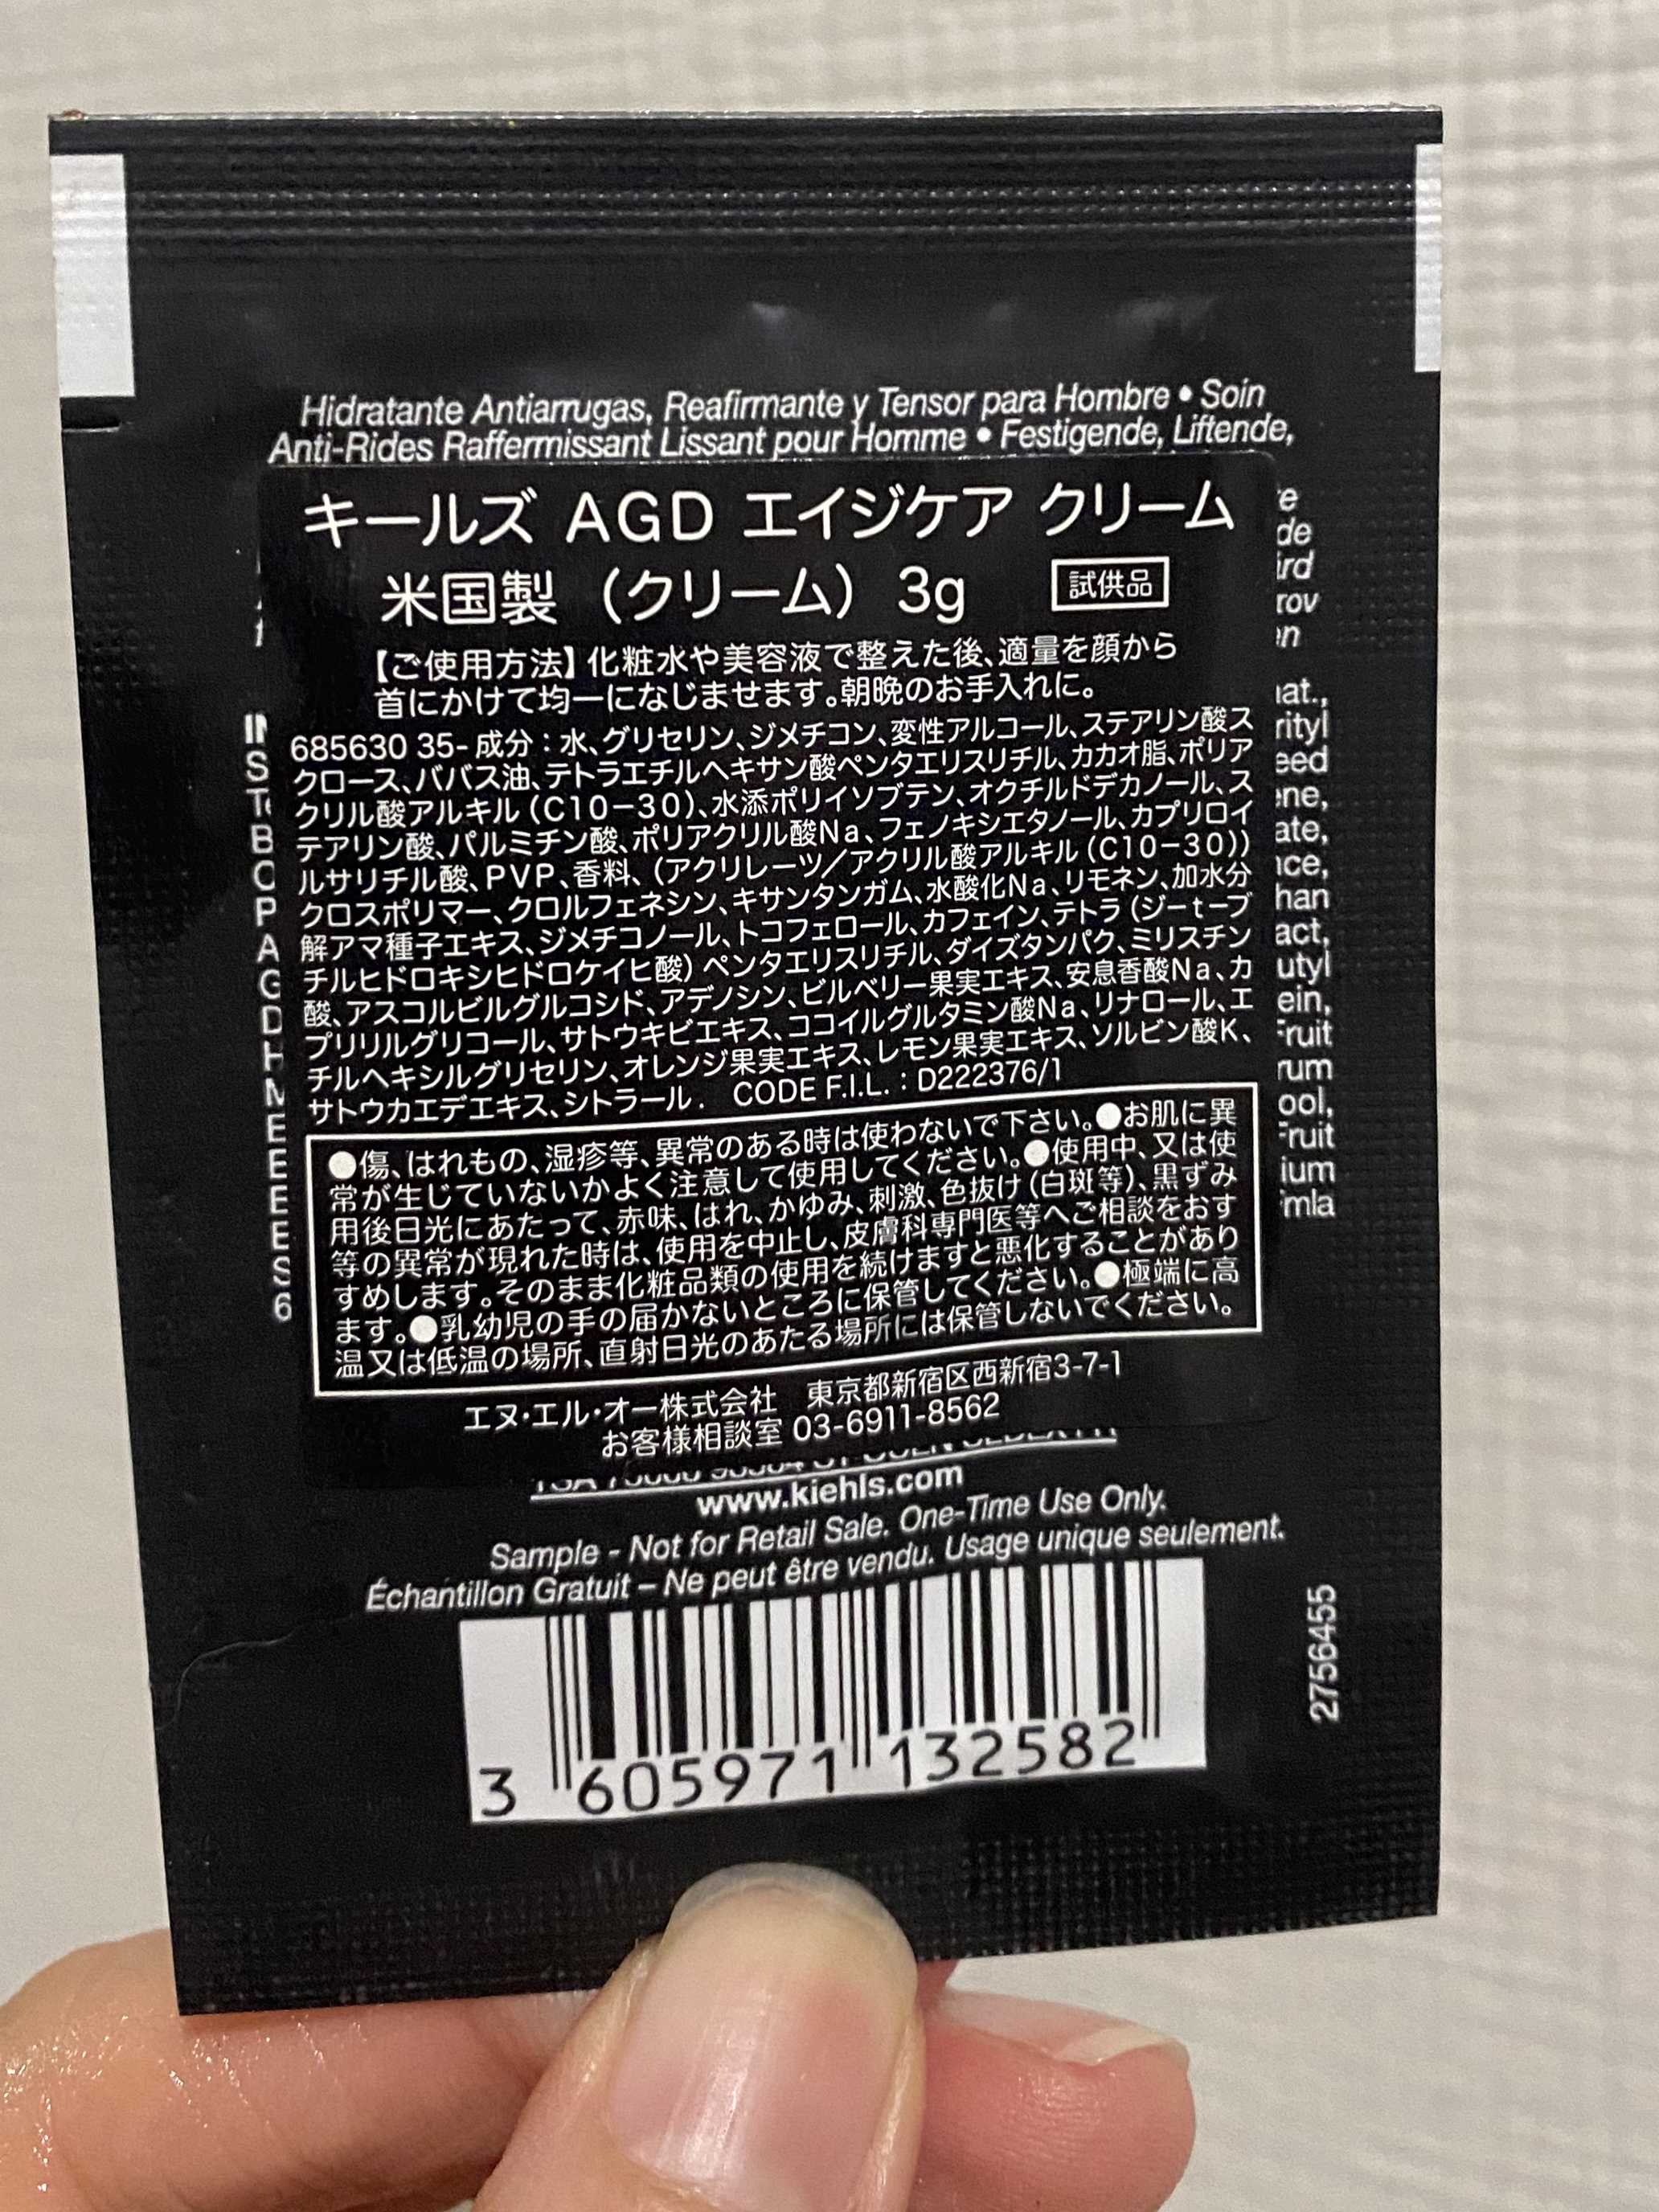 Hidratante Antiarrugas, Reafirmante y Tensor para Hombre • Soin
Anti-Rides Raffermissant Lissant pour Homme • Festigende, Liftende,
キールズ AGD エイジケア クリーム
米国製 （クリーム） 3g 試供品
【ご使用方法】化粧水や美容液で整えた後、適量を顔から
首にかけて均一になじませます。朝晩のお手入れに。
685630 35- 成分：水、グリセリン、ジメチコン、変性アルコール、ステアリン酸ス
クロース、ババス油、テトラエチルヘキサン酸ペンタエリスリチル、カカオ脂、ポリア
クリル酸アルキル（C10－30）、水添ポリイソブテン、オクチルドデカノール、ス
テアリン酸、パルミチン酸、ポリアクリル酸Na、フェノキシエタノール、カプリロイ
ルサリチル酸、PVP、香料、（アクリレーツ／アクリル酸アルキル（C10－30））
クロスポリマー、クロルフェネシン、キサンタンガム、水酸化Na、リモネン、加水分
解アマ種子エキス、ジメチコノール、トコフェロール、カフェイン、テトラ（ジーtーブ
チルヒドロキシヒドロケイヒ酸）ペンタエリスリチル、ダイズタンパク、ミリスチン
酸、アスコルビルグルコシド、アデノシン、ビルベリー果実エキス、安息香酸Na、カ
プリリルグリコール、サトウキビエキス、ココイルグルタミン酸Na、リナロール、エ
チルヘキシルグリセリン、オレンジ果実エキス、レモン果実エキス、ソルビン酸K、
サトウカエデエキス、シトラール． CODE F.I.L.：D222376/1
●傷、はれもの、湿疹等、異常のある時は使わないで下さい。●お肌に異
常が生じていないかよく注意して使用してください。●使用中、又は使
用後日光にあたって、赤味、はれ、かゆみ、刺激、色抜け（白斑等）、黒ずみ
等の異常が現れた時は、使用を中止し、皮膚科専門医等へご相談をおす
すめします。そのまま化粧品類の使用を続けますと悪化することがあり
ます。●乳幼児の手の届かないところに保管してください。●極端に高
温又は低温の場所、直射日光のあたる場所には保管しないでください。
エヌ・エル・オー株式会社 東京都新宿区西新宿3-7-1
お客様相談室 03-6911-8562
www.kiehls.com
Sample - Not for Retail Sale. One-Time Use Only.
Échantillon Gratuit – Ne peut être vendu. Usage unique seulement.
3 605971 132582
2756455